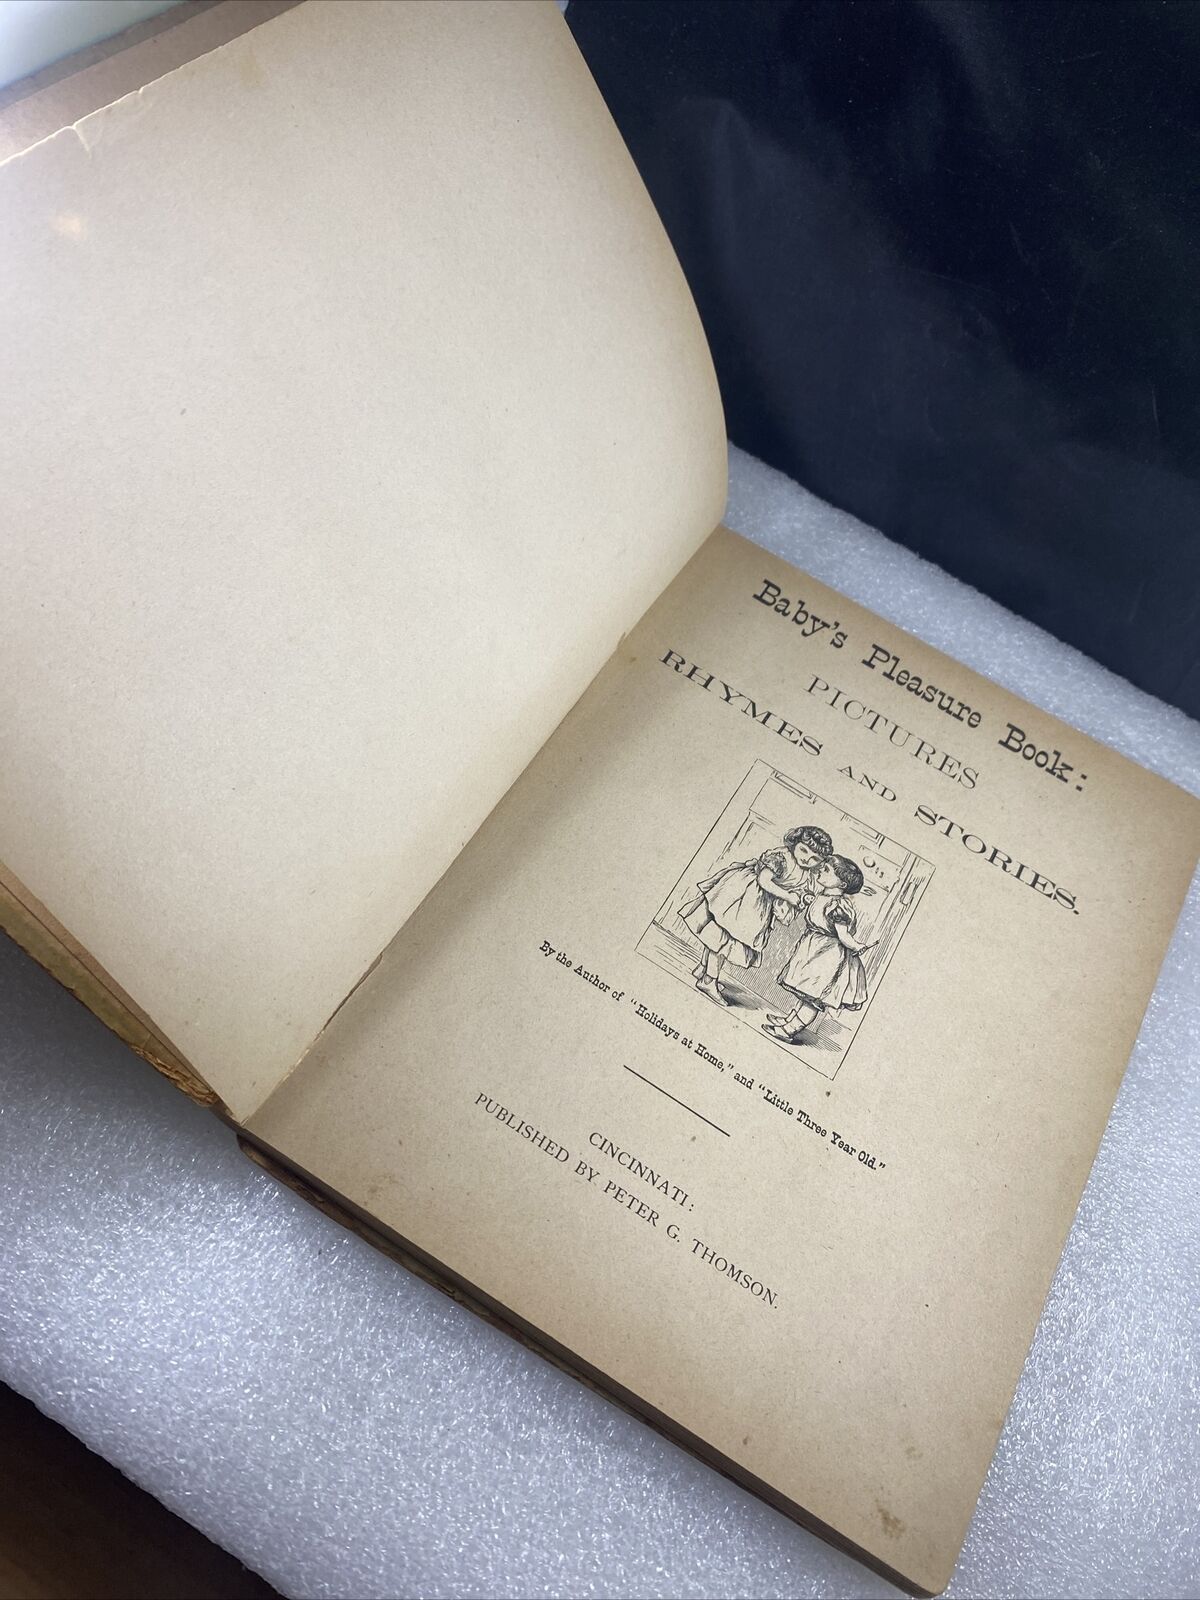 Baby's Pleasure Book:
PICTURES
RHYMES AND STORIES.
By the Author of "Holidays at Home," and "Little Three Year Old."
CINCINNATI:
PUBLISHED BY PETER G. THOMSON.